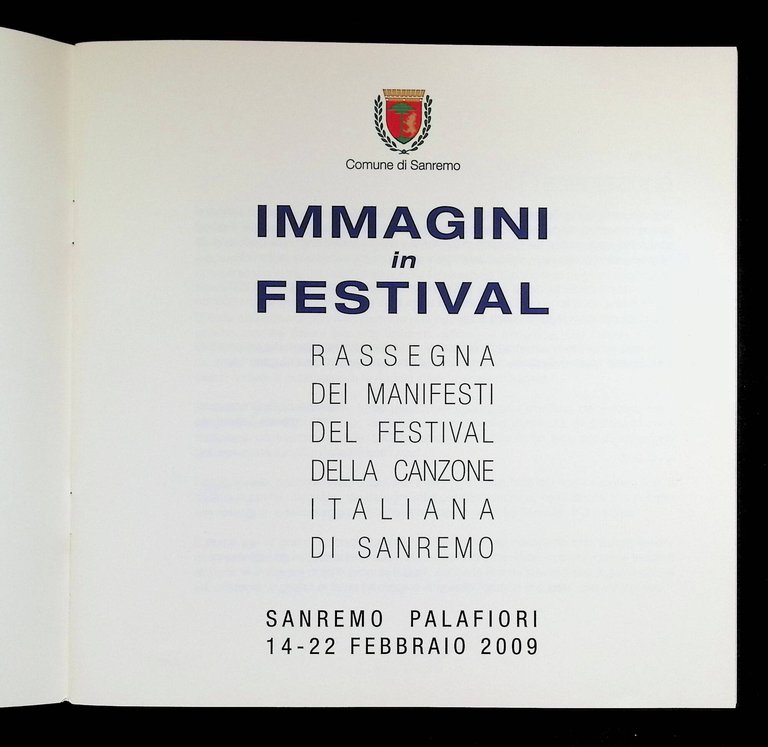 Comune di Sanremo
IMMAGINI
in
FESTIVAL
RASSEGNA
DEI MANIFESTI
DEL FESTIVAL
DELLA CANZONE
ITALIANA
DI SANREMO
SANREMO PALAFIORI
14-22 FEBBRAIO 2009